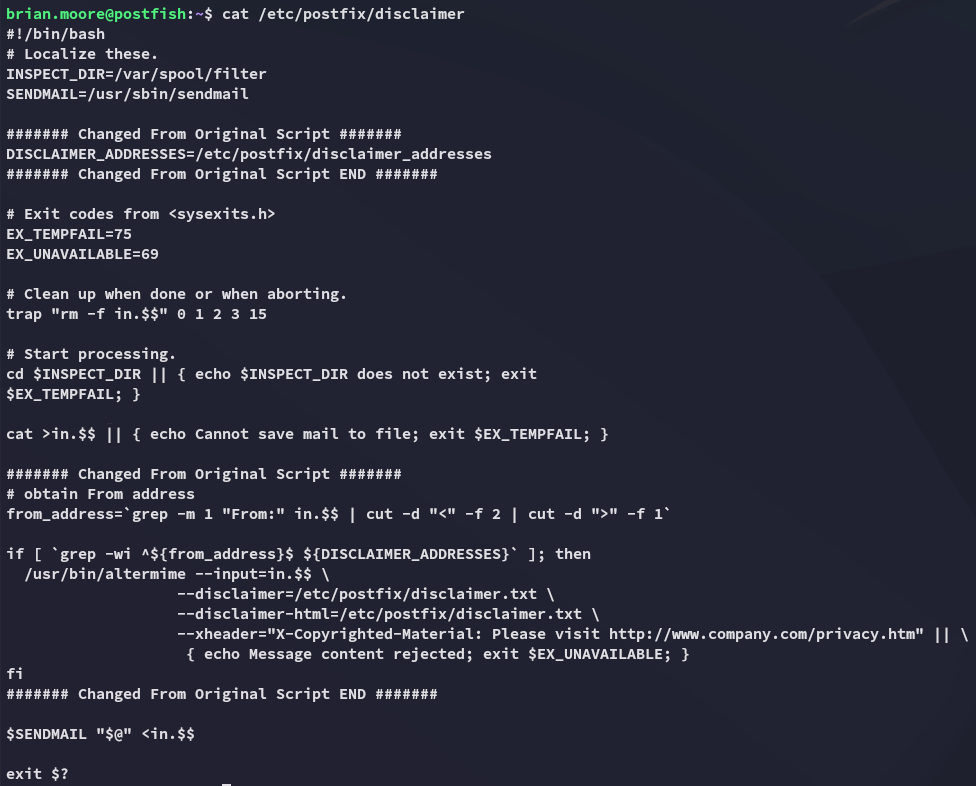 brian.moore@postfish:~$ cat /etc/postfix/disclaimer
#!/bin/bash
# Localize these.
INSPECT_DIR=/var/spool/filter
SENDMAIL=/usr/sbin/sendmail

####### Changed From Original Script #######
DISCLAIMER_ADDRESSES=/etc/postfix/disclaimer_addresses
####### Changed From Original Script END #######

# Exit codes from <sysexits.h>
EX_TEMPFAIL=75
EX_UNAVAILABLE=69

# Clean up when done or when aborting.
trap "rm -f in.$$" 0 1 2 3 15

# Start processing.
cd $INSPECT_DIR || { echo $INSPECT_DIR does not exist; exit
$EX_TEMPFAIL; }

cat >in.$$ || { echo Cannot save mail to file; exit $EX_TEMPFAIL; }

####### Changed From Original Script #######
# obtain From address
from_address=`grep -m 1 "From:" in.$$ | cut -d "<" -f 2 | cut -d ">" -f 1`

if [ `grep -wi ^${from_address}$ ${DISCLAIMER_ADDRESSES}` ]; then
  /usr/bin/altermime --input=in.$$ \
                   --disclaimer=/etc/postfix/disclaimer.txt \
                   --disclaimer-html=/etc/postfix/disclaimer.txt \
                   --xheader="X-Copyrighted-Material: Please visit http://www.company.com/privacy.htm" || \
                    { echo Message content rejected; exit $EX_UNAVAILABLE; }
fi
####### Changed From Original Script END #######

$SENDMAIL "$@" <in.$$

exit $?